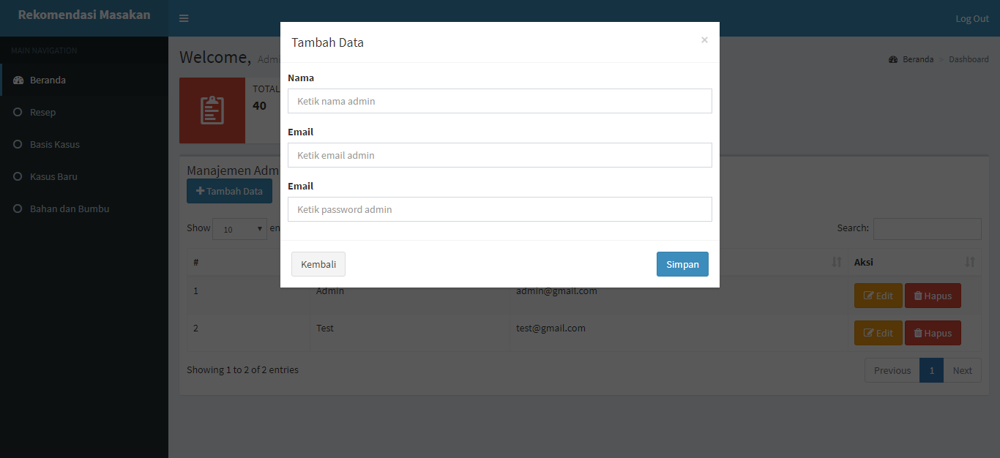 Rekomendasi Masakan
Log Out
MAIN NAVIGATION
Beranda
Resep
Basis Kasus
Kasus Baru
Bahan dan Bumbu
Welcome,
Beranda > Dashboard
TOTAL
40
Tambah Data
×
Nama
Ketik nama admin
Email
Ketik email admin
Email
Ketik password admin
Kembali
Simpan
Manajemen
Tambah Data
Show 10
Search:
# Aksi
1 Admin admin@gmail.com Edit Hapus
2 Test test@gmail.com Edit Hapus
Showing 1 to 2 of 2 entries
Previous 1 Next